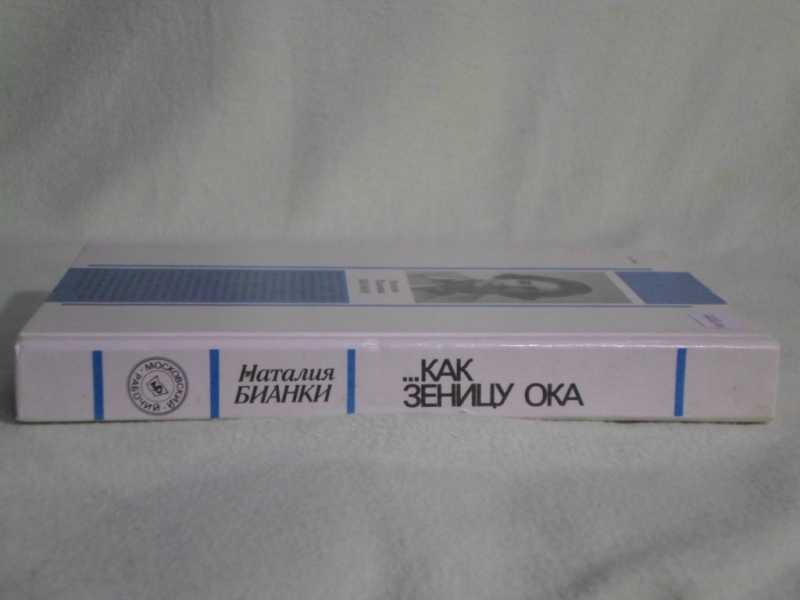 · МОСКОВСКИЙ ·
РАБОЧИЙ
Наталия
БИАНКИ
...КАК
ЗЕНИЦУ ОКА